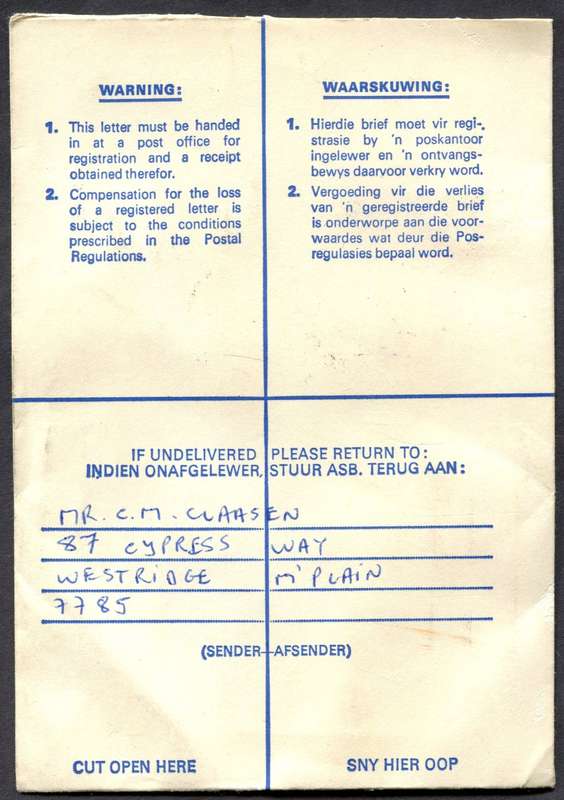 WARNING:
1. This letter must be handed
in at a post office for
registration and a receipt
obtained therefor.
2. Compensation for the loss
of a registered letter is
subject to the conditions
prescribed in the Postal
Regulations.
WAARSKUWING:
1. Hierdie brief moet vir regi-
strasie by 'n poskantoor
ingelewer en 'n ontvangs-
bewys daarvoor verkry word.
2. Vergoeding vir die verlies
van 'n geregistreerde brief
is onderworpe aan die voor-
waardes wat deur die Pos-
regulasies bepaal word.
IF UNDELIVERED PLEASE RETURN TO:
INDIEN ONAFGELEWER, STUUR ASB. TERUG AAN:
MR. C.M. CLAASEN
87 CYPRESS WAY
WESTRIDGE M'PLAIN
7785
(SENDER—AFSENDER)
CUT OPEN HERE SNY HIER OOP